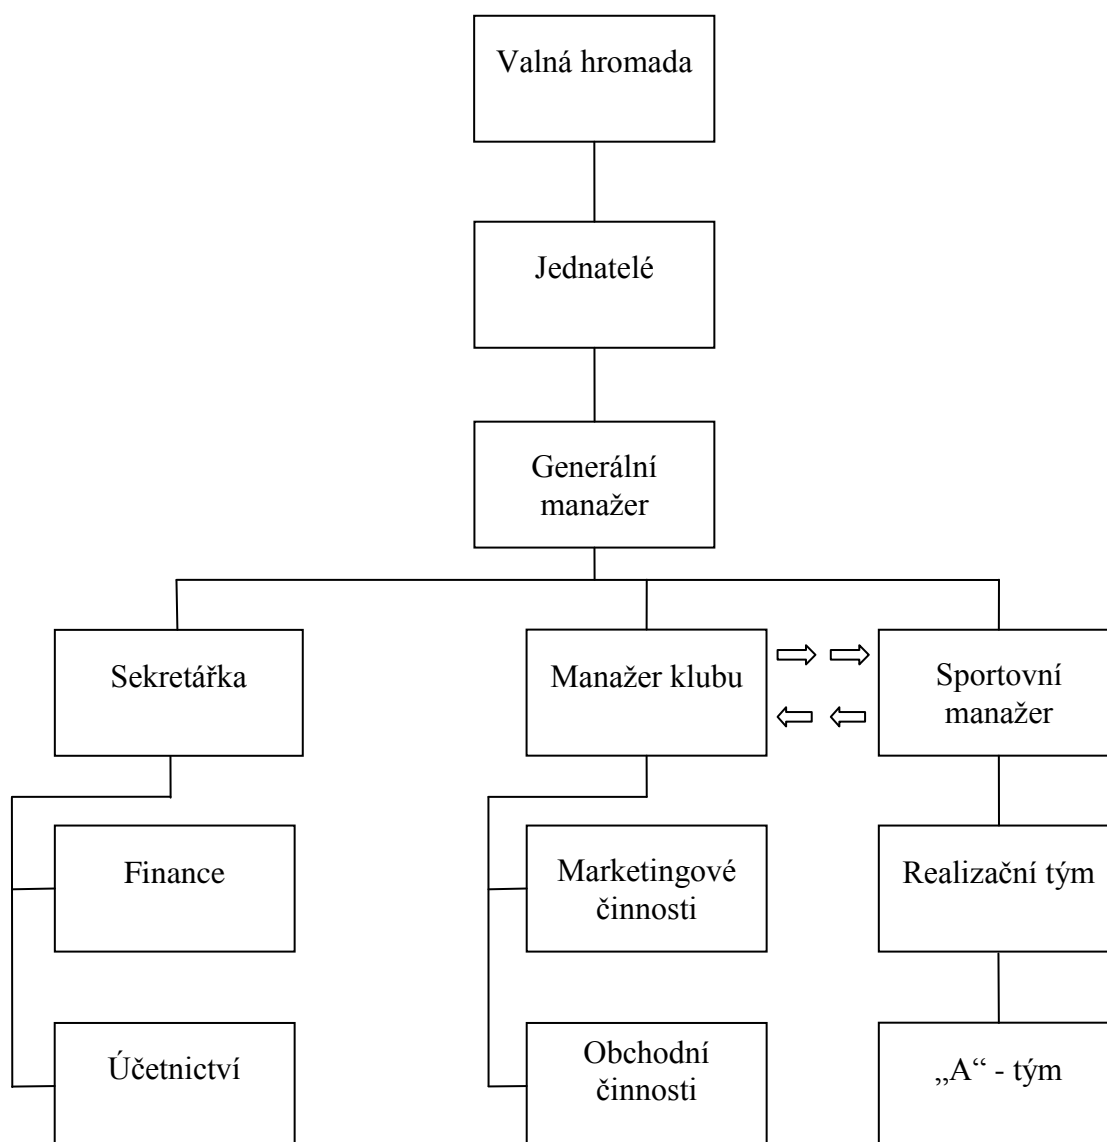 Valná hromada
Jednatelé
Generální
manažer
Sekretářka
Manažer klubu
Sportovní
manažer
Finance
Marketingové
činnosti
Realizační tým
Účetnictví
Obchodní
činnosti
„A“ - tým